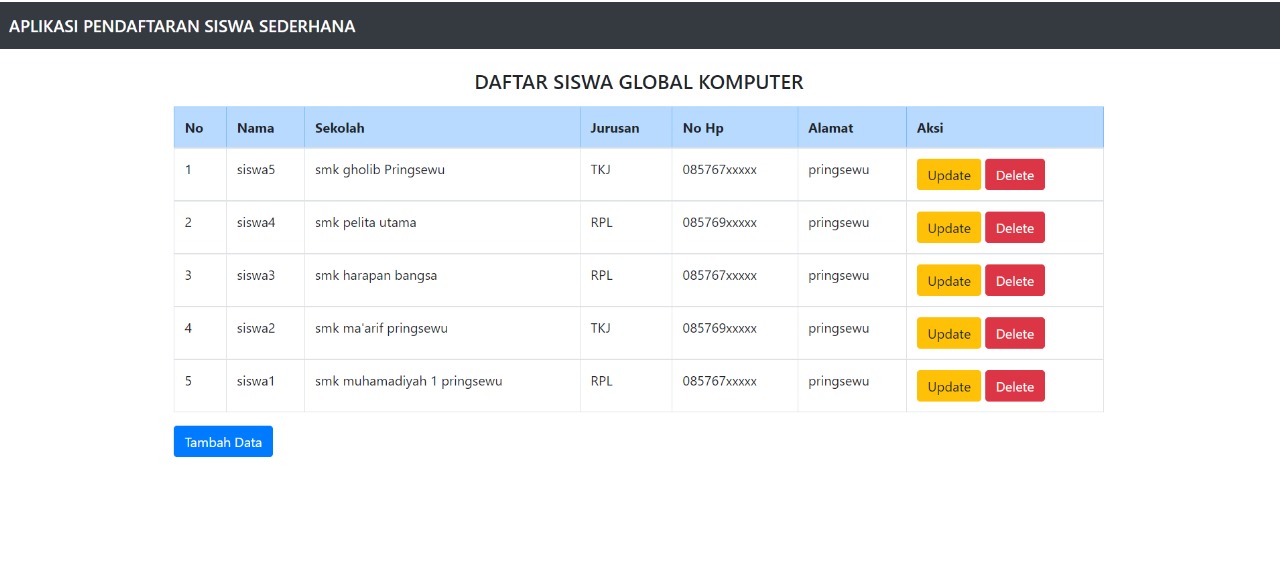 APLIKASI PENDAFTARAN SISWA SEDERHANA
DAFTAR SISWA GLOBAL KOMPUTER
No Nama Sekolah Jurusan No Hp Alamat Aksi
1 siswa5 smk gholib Pringsewu TKJ 085767xxxxx pringsewu Update Delete
2 siswa4 smk pelita utama RPL 085769xxxxx pringsewu Update Delete
3 siswa3 smk harapan bangsa RPL 085767xxxxx pringsewu Update Delete
4 siswa2 smk ma'arif pringsewu TKJ 085769xxxxx pringsewu Update Delete
5 siswa1 smk muhamadiyah 1 pringsewu RPL 085767xxxxx pringsewu Update Delete
Tambah Data